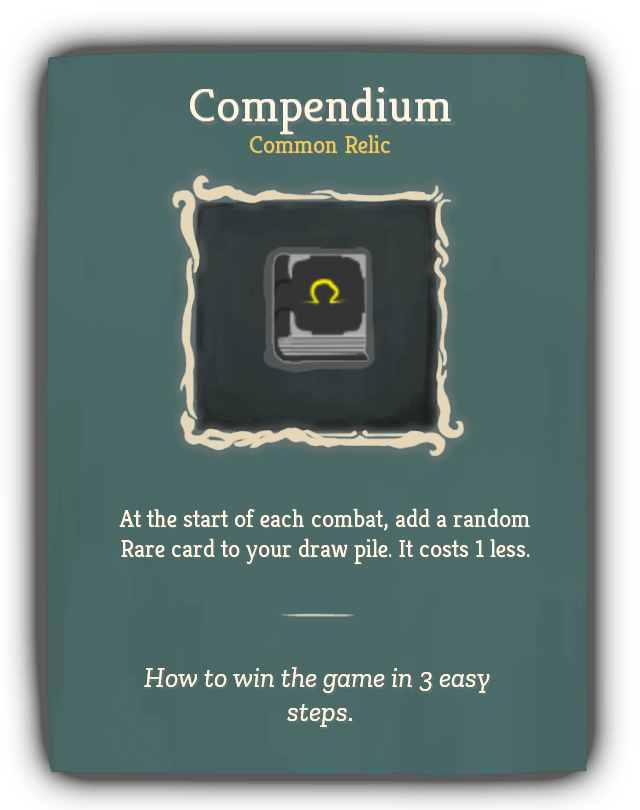 Compendium
Common Relic
Ω
At the start of each combat, add a random
Rare card to your draw pile. It costs 1 less.
How to win the game in 3 easy
steps.